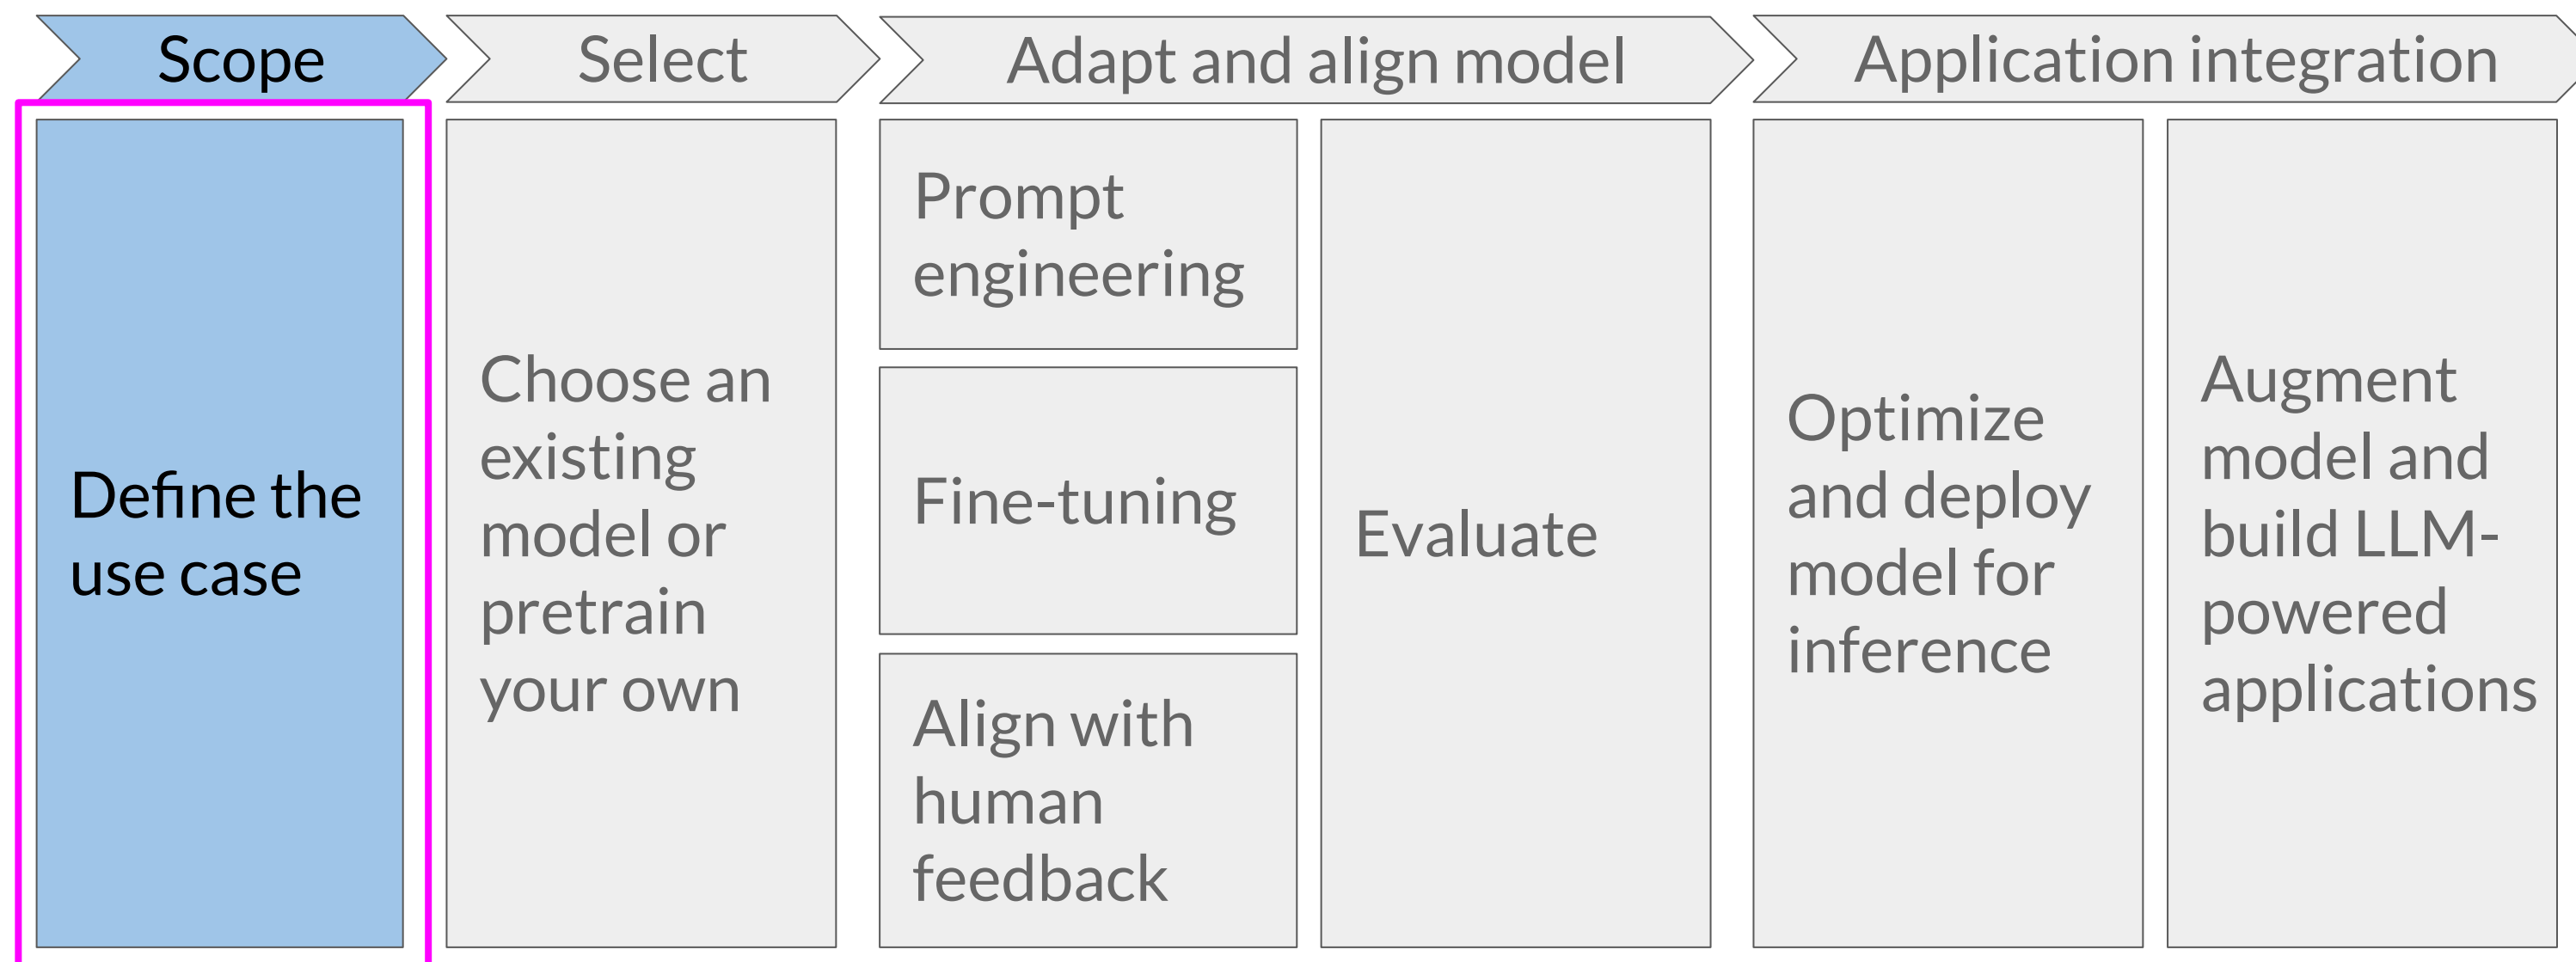 Scope
Select
Adapt and align model
Application integration
Define the
use case
Choose an
existing
model or
pretrain
your own
Prompt
engineering
Fine-tuning
Align with
human
feedback
Evaluate
Optimize
and deploy
model for
inference
Augment
model and
build LLM-
powered
applications